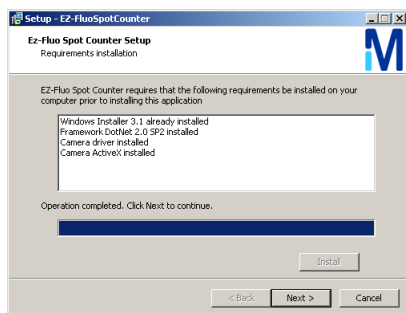 Setup - EZ-FluoSpotCounter
Ez-Fluo Spot Counter Setup
Requirements installation
M
EZ-Fluo Spot Counter requires that the following requirements be installed on your
computer prior to installing this application
Windows Installer 3.1 already installed
Framework DotNet 2.0 SP2 installed
Camera driver installed
Camera ActiveX installed
Operation completed. Click Next to continue.
Install
< Back
Next >
Cancel